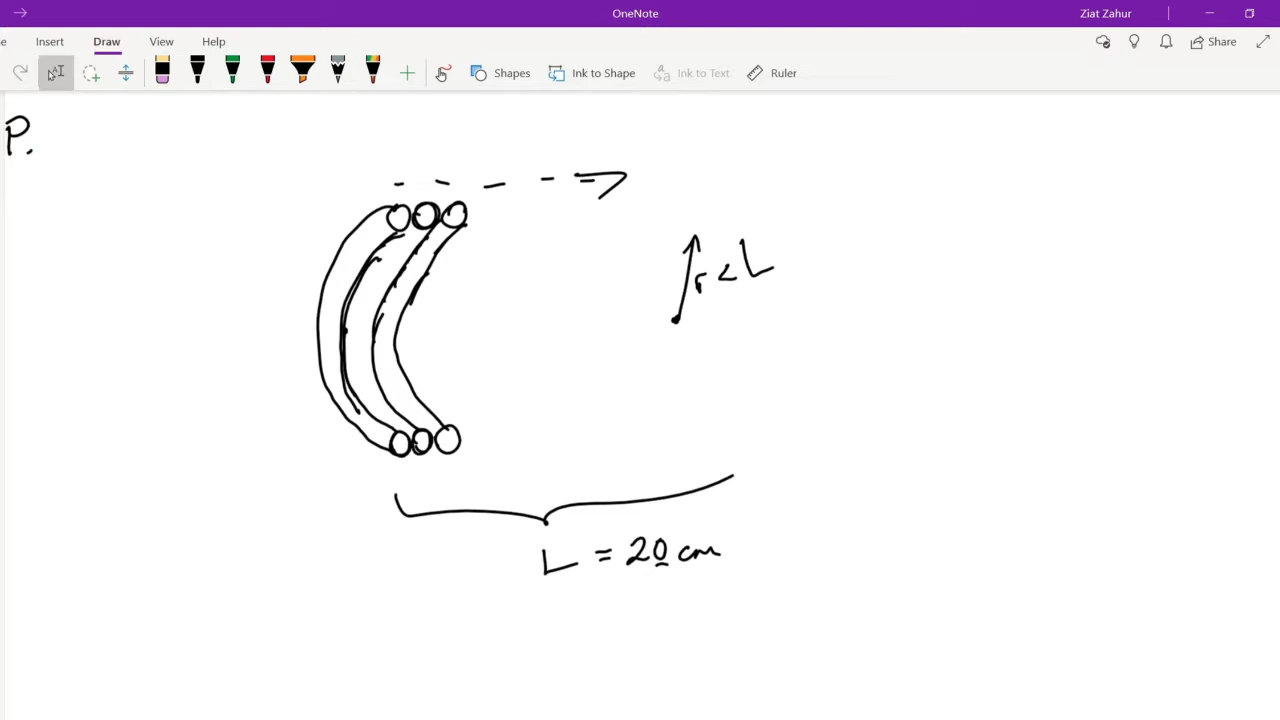 OneNote
Ziat Zahur
Insert Draw View Help
Share
Shapes
Ink to Shape
Ink to Text
Ruler
P.
r < L
L = 20 cm